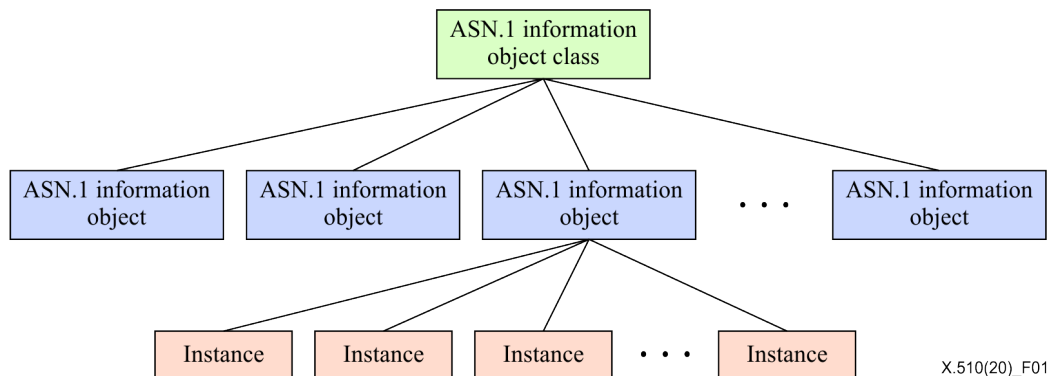 ASN.1 information
object class
ASN.1 information
object
ASN.1 information
object
ASN.1 information
object
. . .
ASN.1 information
object
Instance
Instance
Instance
. . .
Instance
X.510(20)_F01